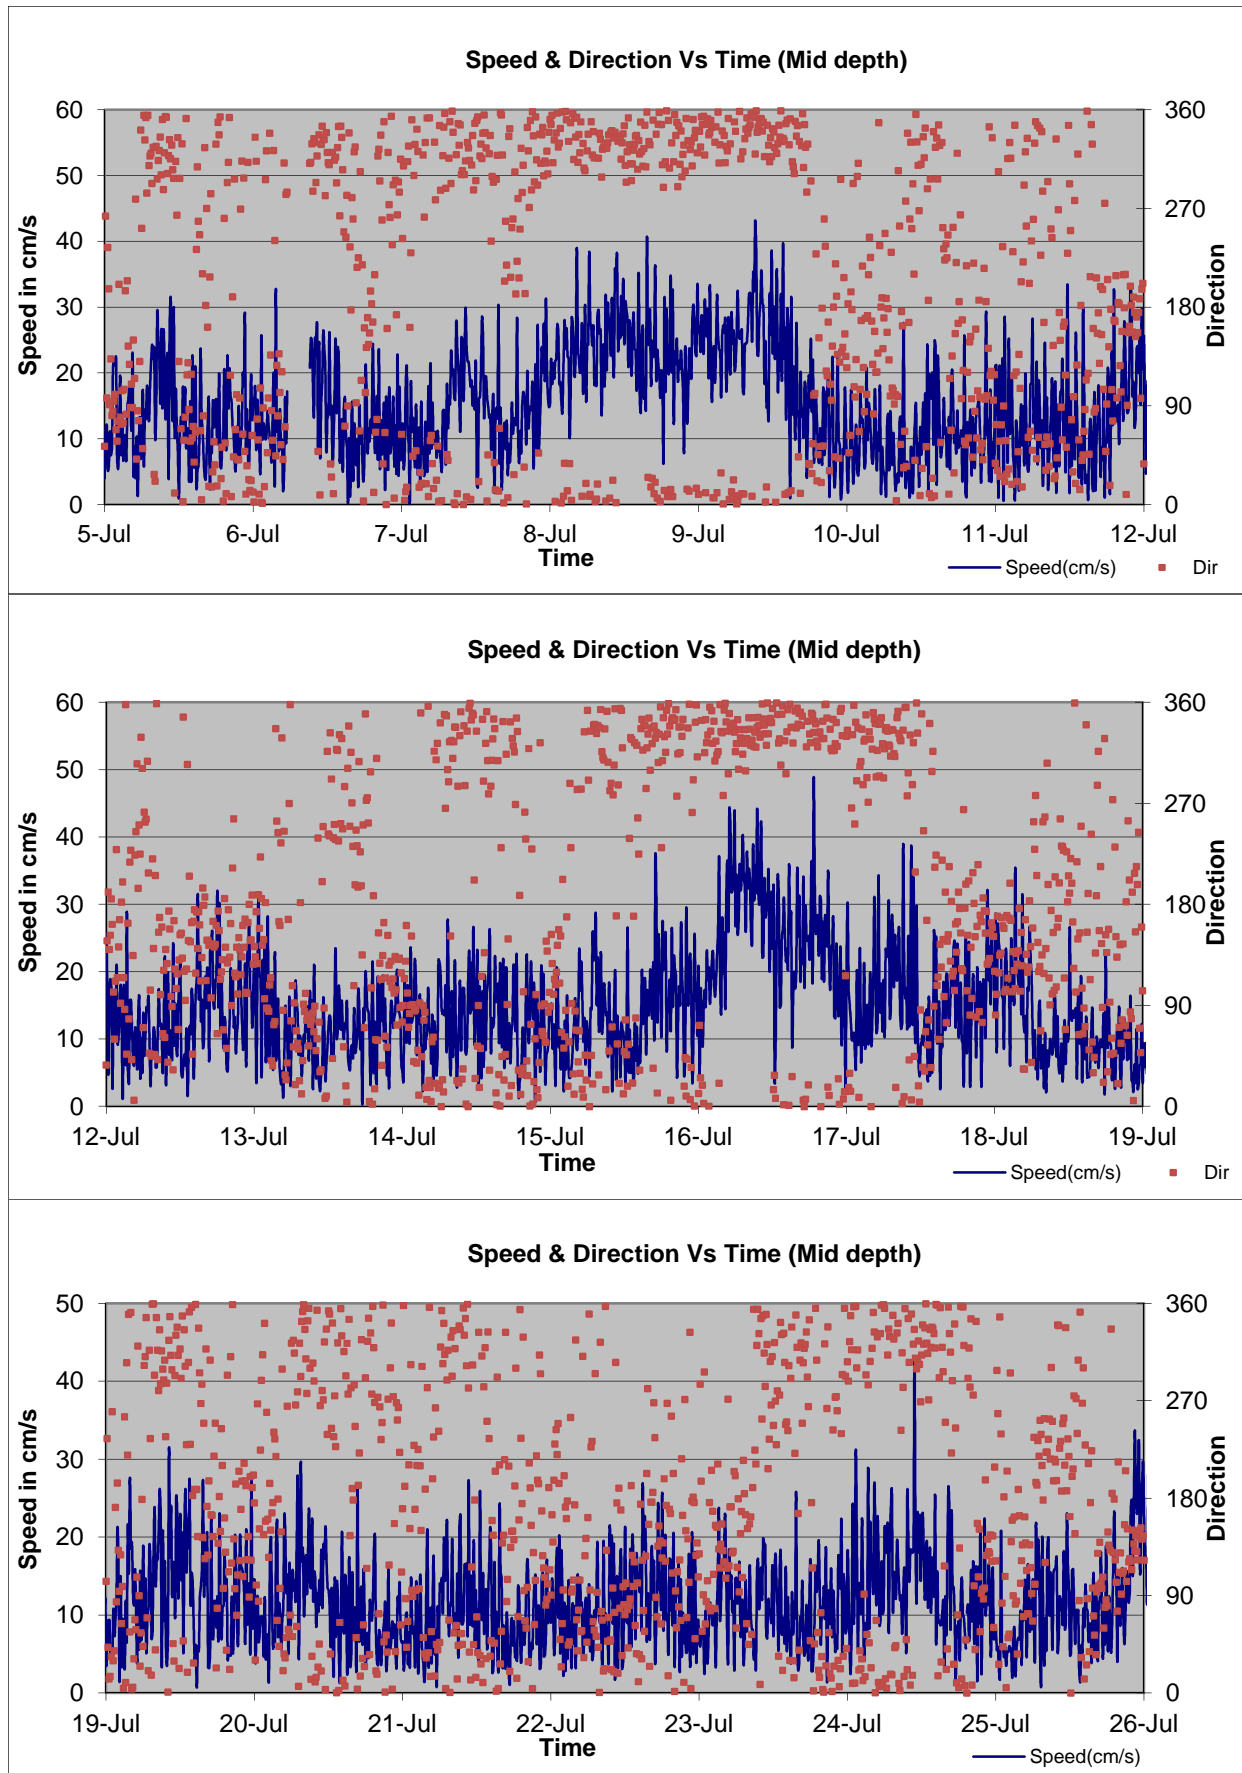 Speed & Direction Vs Time (Mid depth)
60
50
40
30
20
10
0
Speed in cm/s
360
270
180
90
0
Direction
5-Jul 6-Jul 7-Jul 8-Jul 9-Jul 10-Jul 11-Jul 12-Jul
Time
Speed(cm/s) Dir
Speed & Direction Vs Time (Mid depth)
60
50
40
30
20
10
0
Speed in cm/s
360
270
180
90
0
Direction
12-Jul 13-Jul 14-Jul 15-Jul 16-Jul 17-Jul 18-Jul 19-Jul
Time
Speed(cm/s) Dir
Speed & Direction Vs Time (Mid depth)
50
40
30
20
10
0
Speed in cm/s
360
270
180
90
0
Direction
19-Jul 20-Jul 21-Jul 22-Jul 23-Jul 24-Jul 25-Jul 26-Jul
Time
Speed(cm/s)